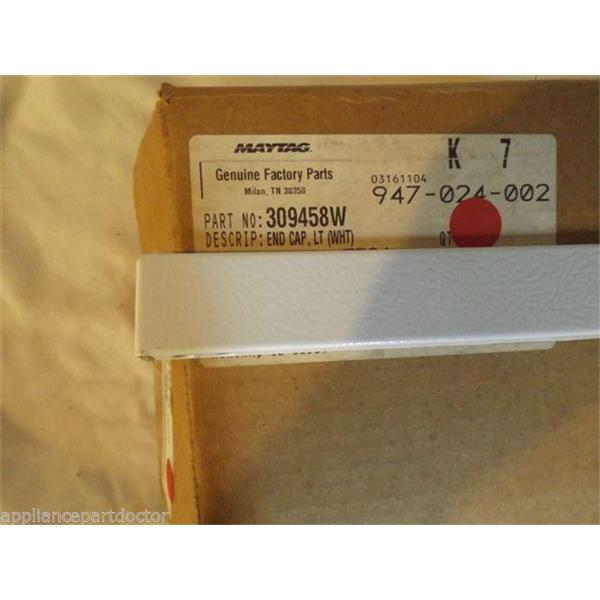 MAYTAG
K 7
Genuine Factory Parts
Milan, TN 38358
03161104
947-024-002
PART NO: 309458W
DESCRIP: END CAP, LT (WHT)
QT
appliancepartdoctor